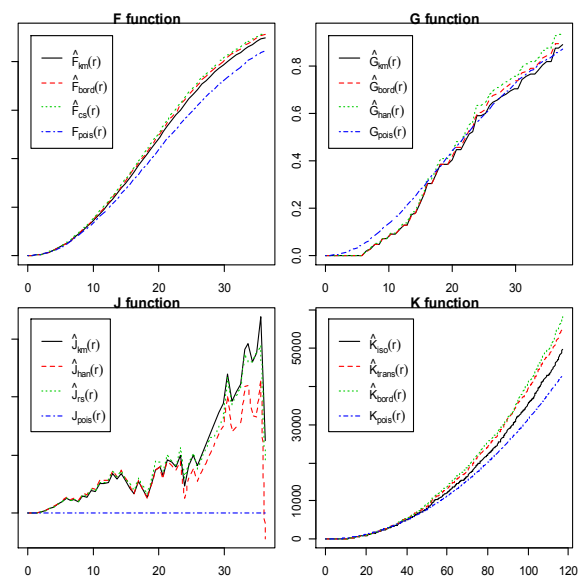 F function
F̂km(r)
F̂bord(r)
F̂cs(r)
Fpois(r)
0 10 20 30
G function
Ĝkm(r)
Ĝbord(r)
Ĝhan(r)
Gpois(r)
0.0 0.2 0.4 0.6 0.8
0 10 20 30
J function
Ĵkm(r)
Ĵhan(r)
Ĵrs(r)
Jpois(r)
0 10 20 30
K function
K̂iso(r)
K̂trans(r)
K̂bord(r)
Kpois(r)
0 10000 30000 50000
0 20 40 60 80 100 120